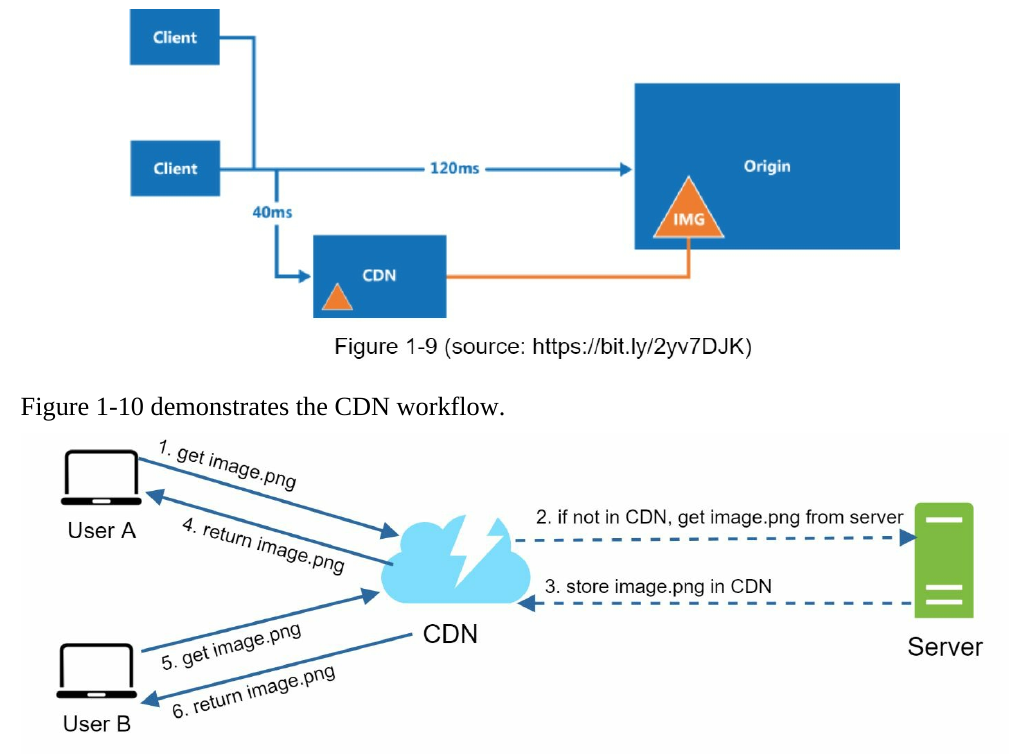 Client
Client
120ms
Origin
40ms
IMG
CDN
Figure 1-9 (source: https://bit.ly/2yv7DJK)
Figure 1-10 demonstrates the CDN workflow.
1. get image.png
4. return image.png
User A
2. if not in CDN, get image.png from server
3. store image.png in CDN
CDN
Server
5. get image.png
6. return image.png
User B